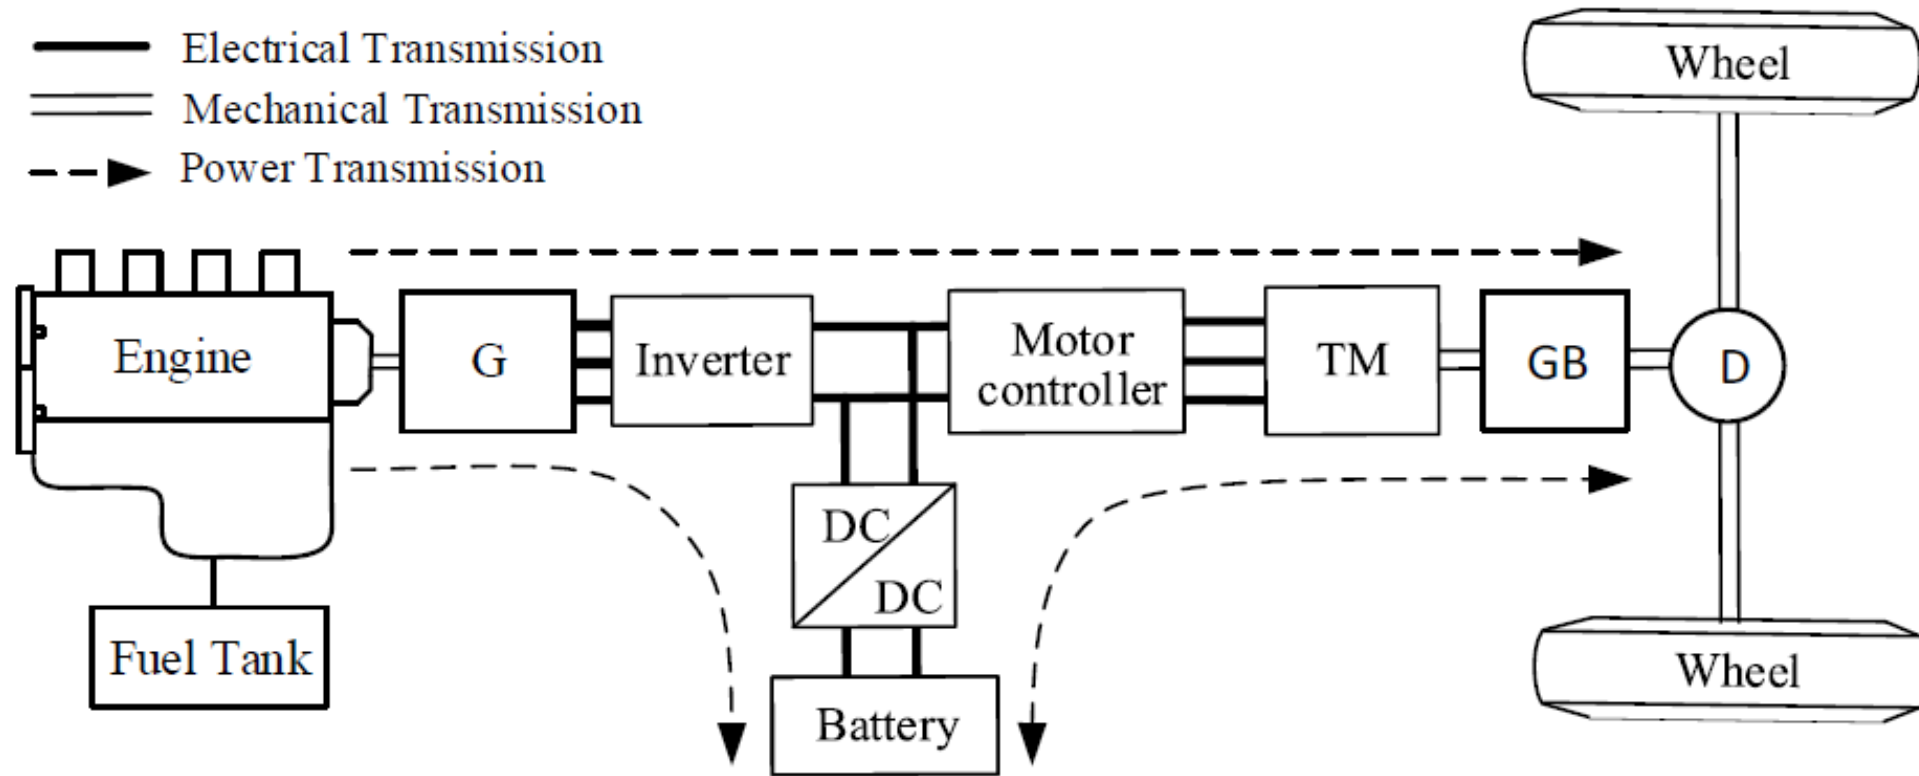 Electrical Transmission
Mechanical Transmission
Power Transmission
Wheel
Engine
G
Inverter
Motor
controller
TM
GB
D
DC
DC
Fuel Tank
Battery
Wheel